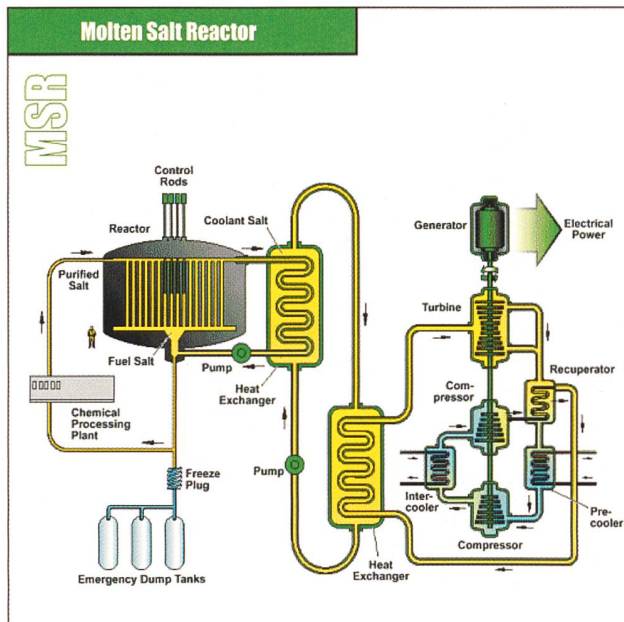 Molten Salt Reactor
MSR
Control
Rods
Reactor
Coolant Salt
Generator
Electrical
Power
Purified
Salt
Turbine
Fuel Salt
Pump
Recuperator
Heat
Exchanger
Com-
pressor
Chemical
Processing
Plant
Pump
Freeze
Plug
Inter-
cooler
Pre-
cooler
Compressor
Heat
Exchanger
Emergency Dump Tanks